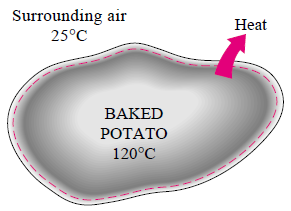 Surrounding air
25°C
Heat
BAKED
POTATO
120°C